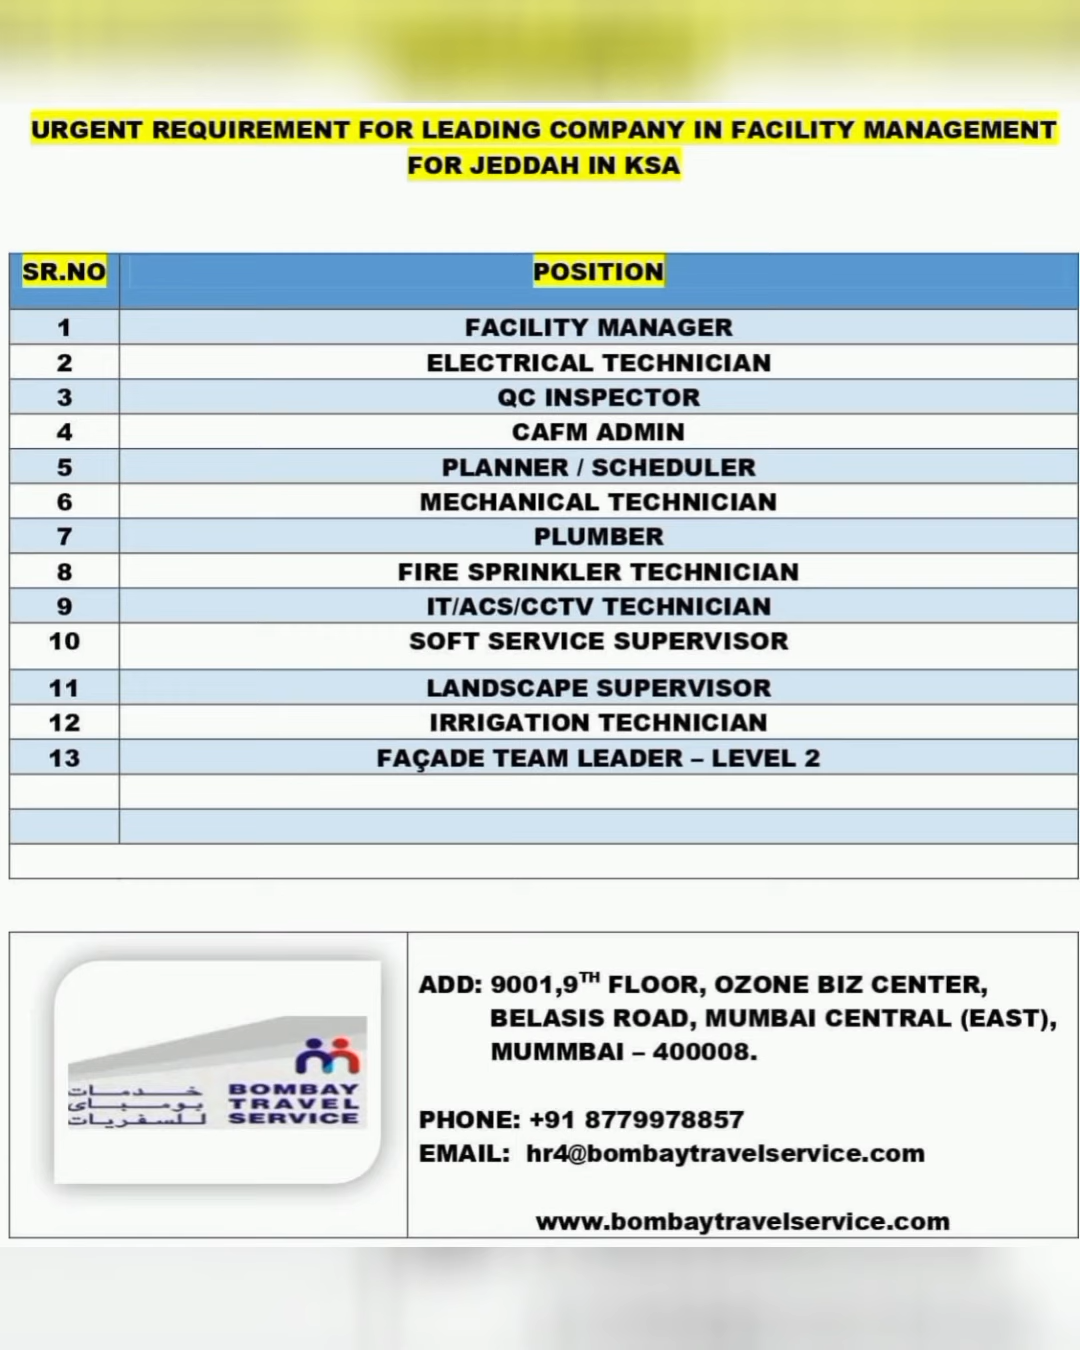 URGENT REQUIREMENT FOR LEADING COMPANY IN FACILITY MANAGEMENT
FOR JEDDAH IN KSA
SR.NO POSITION
1 FACILITY MANAGER
2 ELECTRICAL TECHNICIAN
3 QC INSPECTOR
4 CAFM ADMIN
5 PLANNER / SCHEDULER
6 MECHANICAL TECHNICIAN
7 PLUMBER
8 FIRE SPRINKLER TECHNICIAN
9 IT/ACS/CCTV TECHNICIAN
10 SOFT SERVICE SUPERVISOR
11 LANDSCAPE SUPERVISOR
12 IRRIGATION TECHNICIAN
13 FAÇADE TEAM LEADER – LEVEL 2
خدمات
بومباى
للسفريات
BOMBAY
TRAVEL
SERVICE
ADD: 9001,9TH FLOOR, OZONE BIZ CENTER,
BELASIS ROAD, MUMBAI CENTRAL (EAST),
MUMMBAI – 400008.
PHONE: +91 8779978857
EMAIL: hr4@bombaytravelservice.com
www.bombaytravelservice.com